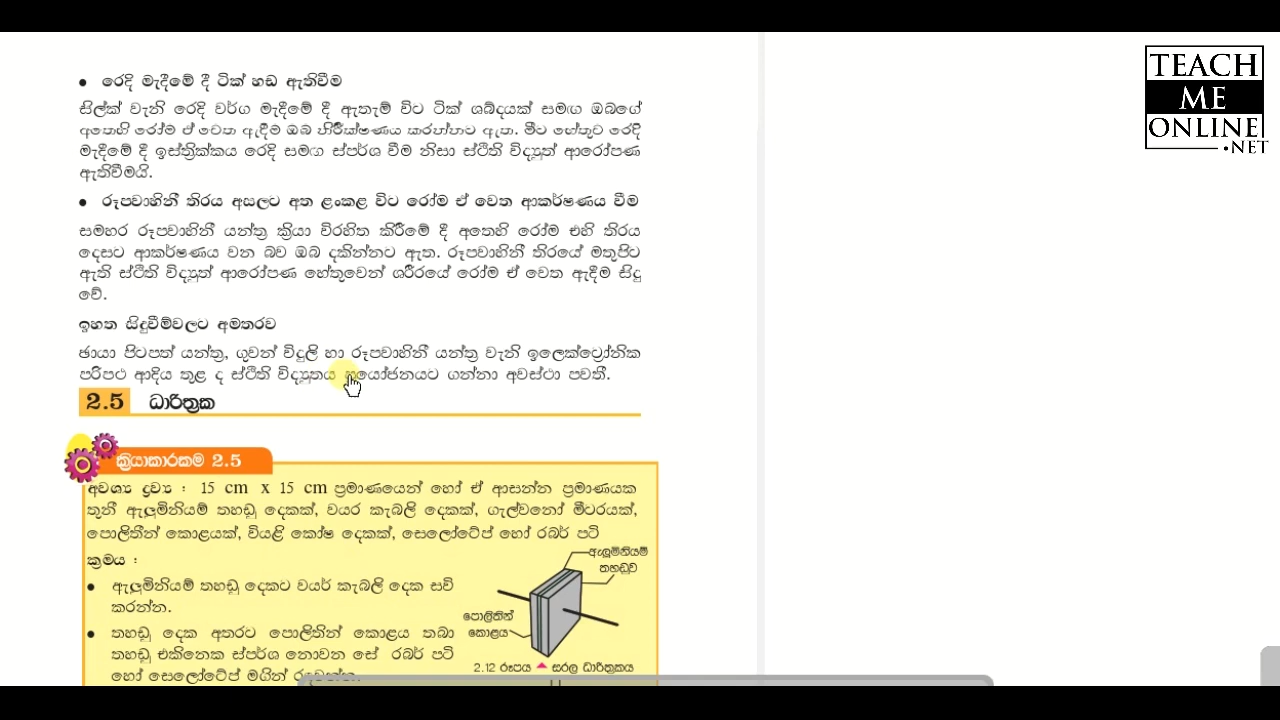 TEACH
ME
ONLINE
.NET
• රෙදි මැදීමේ දී ටික් හඩ ඇතිවීම
සිල්ක් වැනි රෙදි වර්ග මැදීමේ දී ඇතැම් විට ටික් ශබ්දයක් සමඟ ඔබගේ
අතෙහි රෝම ඒ වෙත ඇදීම ඔබ නිරීක්ෂණය කරන්නට ඇත. මීට හේතුව රෙදි
මැදීමේ දී ඉස්ත්‍රික්කය රෙදි සමඟ ස්පර්ශ වීම නිසා ස්ථිති විද්‍යුත් ආරෝපණ
ඇතිවීමයි.
• රූපවාහිනී තිරය අසලට අත ළංකළ විට රෝම ඒ වෙත ආකර්ෂණය වීම
සමහර රූපවාහිනී යන්ත්‍ර ක්‍රියා විරහිත කිරීමේ දී අතෙහි රෝම එහි තිරය
දෙසට ආකර්ෂණය වන බව ඔබ දකින්නට ඇත. රූපවාහිනී තිරයේ මතුපිට
ඇති ස්ථිති විද්‍යුත් ආරෝපණ හේතුවෙන් ශරීරයේ රෝම ඒ වෙත ඇදීම සිදු
වේ.
ඉහත සිදුවීම්වලට අමතරව
ඡායා පිටපත් යන්ත්‍ර, ගුවන් විදුලි හා රූපවාහිනී යන්ත්‍ර වැනි ඉලෙක්ට්‍රෝනික
පරිපථ ආදිය තුළ ද ස්ථිති විද්‍යුතය ප්‍රයෝජනයට ගන්නා අවස්ථා පවතී.
2.5 ධාරිත්‍රක
ක්‍රියාකාරකම 2.5
අවශ්‍ය ද්‍රව්‍ය : 15 cm x 15 cm ප්‍රමාණයෙන් හෝ ඒ ආසන්න ප්‍රමාණයක
තුනී ඇලුමිනියම් තහඩු දෙකක්, වයර කැබලි දෙකක්, ගැල්වනෝ මීටරයක්,
පොලිතීන් කොළයක්, වියළි කෝෂ දෙකක්, සෙලෝටේප් හෝ රබර් පටි
ක්‍රමය :
• ඇලුමිනියම් තහඩු දෙකට වයර් කැබලි දෙක සවි
කරන්න.
• තහඩු දෙක අතරට පොලිතින් කොළය තබා
තහඩු එකිනෙක ස්පර්ශ නොවන සේ රබර් පටි
හෝ සෙලෝටේප් මගින් රඳවන්න.
ඇලුමිනියම්
තහඩුව
පොලිතින්
කොළය
2.12 රූපය ▲ සරල ධාරිත්‍රකය